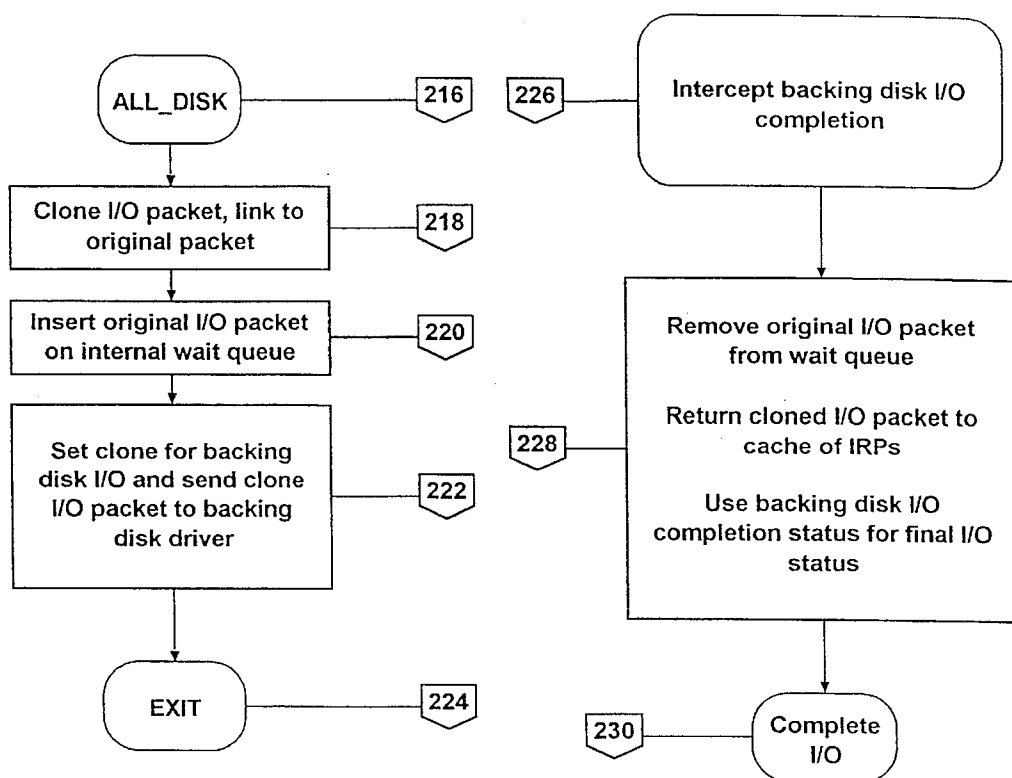 ALL_DISK
216
Clone I/O packet, link to
original packet
218
Insert original I/O packet
on internal wait queue
220
Set clone for backing
disk I/O and send clone
I/O packet to backing
disk driver
222
EXIT
224
226
Intercept backing disk I/O
completion
Remove original I/O packet
from wait queue
Return cloned I/O packet to
cache of IRPs
Use backing disk I/O
completion status for final I/O
status
228
230
Complete
I/O